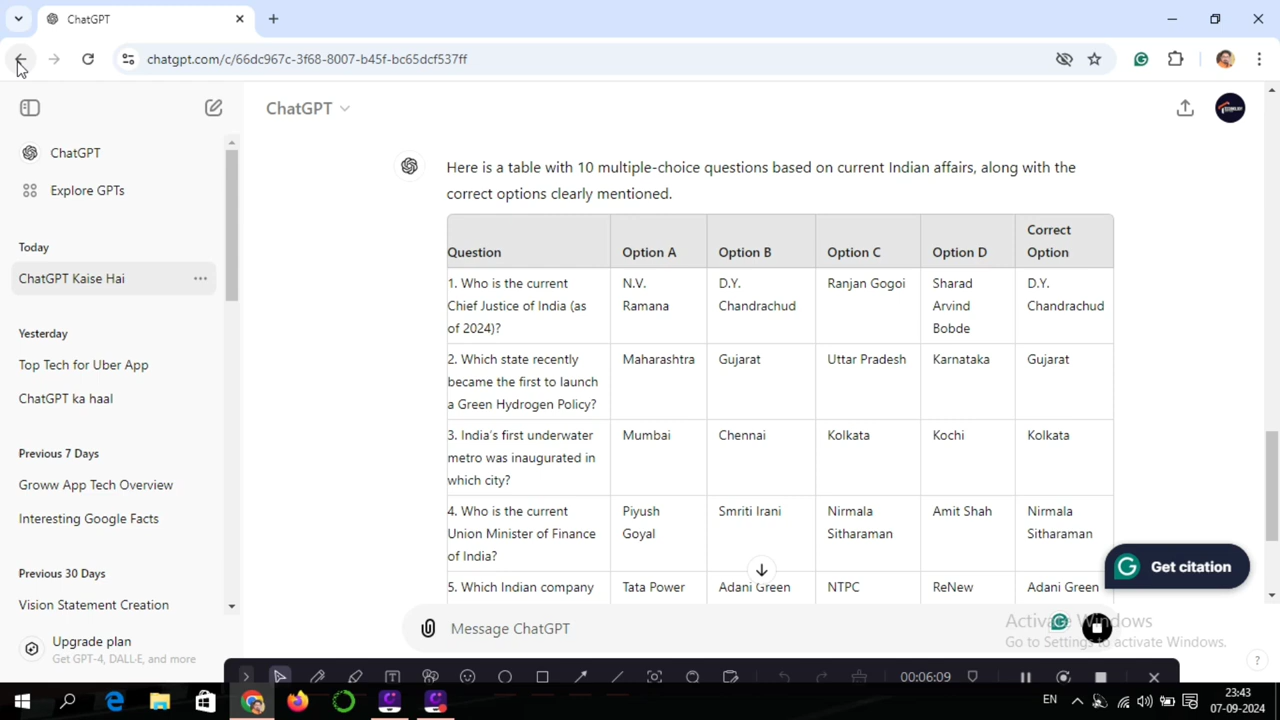 ChatGPT
chatgpt.com/c/66dc967c-3f68-8007-b45f-bc65dcf537ff
ChatGPT
ChatGPT
Explore GPTs
Today
ChatGPT Kaise Hai
Yesterday
Top Tech for Uber App
ChatGPT ka haal
Previous 7 Days
Groww App Tech Overview
Interesting Google Facts
Previous 30 Days
Vision Statement Creation
Upgrade plan
Get GPT-4, DALL·E, and more
Here is a table with 10 multiple-choice questions based on current Indian affairs, along with the
correct options clearly mentioned.
Question Option A Option B Option C Option D Correct Option
1. Who is the current Chief Justice of India (as of 2024)? N.V. Ramana D.Y. Chandrachud Ranjan Gogoi Sharad Arvind Bobde D.Y. Chandrachud
2. Which state recently became the first to launch a Green Hydrogen Policy? Maharashtra Gujarat Uttar Pradesh Karnataka Gujarat
3. India's first underwater metro was inaugurated in which city? Mumbai Chennai Kolkata Kochi Kolkata
4. Who is the current Union Minister of Finance of India? Piyush Goyal Smriti Irani Nirmala Sitharaman Amit Shah Nirmala Sitharaman
5. Which Indian company Tata Power Adani Green NTPC ReNew Adani Green
Get citation
Message ChatGPT
Activate Windows
Go to Settings to activate Windows.
00:06:09
EN
23:43
07-09-2024